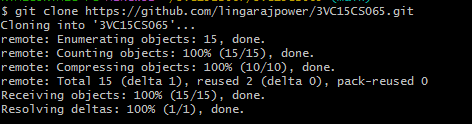 $ git clone https://github.com/lingarajpower/3VC15CS065.git
Cloning into '3VC15CS065'...
remote: Enumerating objects: 15, done.
remote: Counting objects: 100% (15/15), done.
remote: Compressing objects: 100% (10/10), done.
remote: Total 15 (delta 1), reused 2 (delta 0), pack-reused 0
Receiving objects: 100% (15/15), done.
Resolving deltas: 100% (1/1), done.